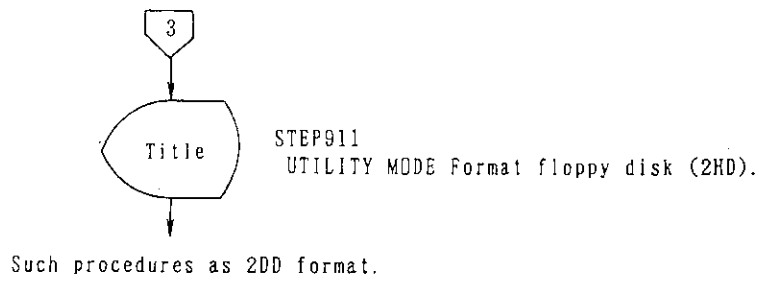 3
Title
STEP911
UTILITY MODE Format floppy disk (2HD).
Such procedures as 2DD format.